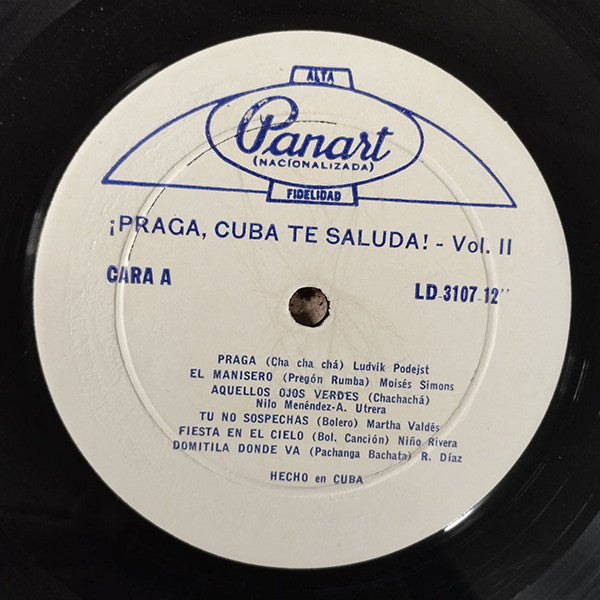 ALTA
Panart
(NACIONALIZADA)
FIDELIDAD
¡PRAGA, CUBA TE SALUDA! - Vol. II
CARA A
LD-3107-12''
PRAGA (Cha cha chá) Ludvik Podejst
EL MANISERO (Pregón Rumba) Moisés Simons
AQUELLOS OJOS VERDES (Chachachá)
Nilo Menéndez-A. Utrera
TU NO SOSPECHAS (Bolero) Martha Valdés
FIESTA EN EL CIELO (Bol. Canción) Niño Rivera
DOMITILA DONDE VA (Pachanga Bachata) R. Díaz
HECHO en CUBA